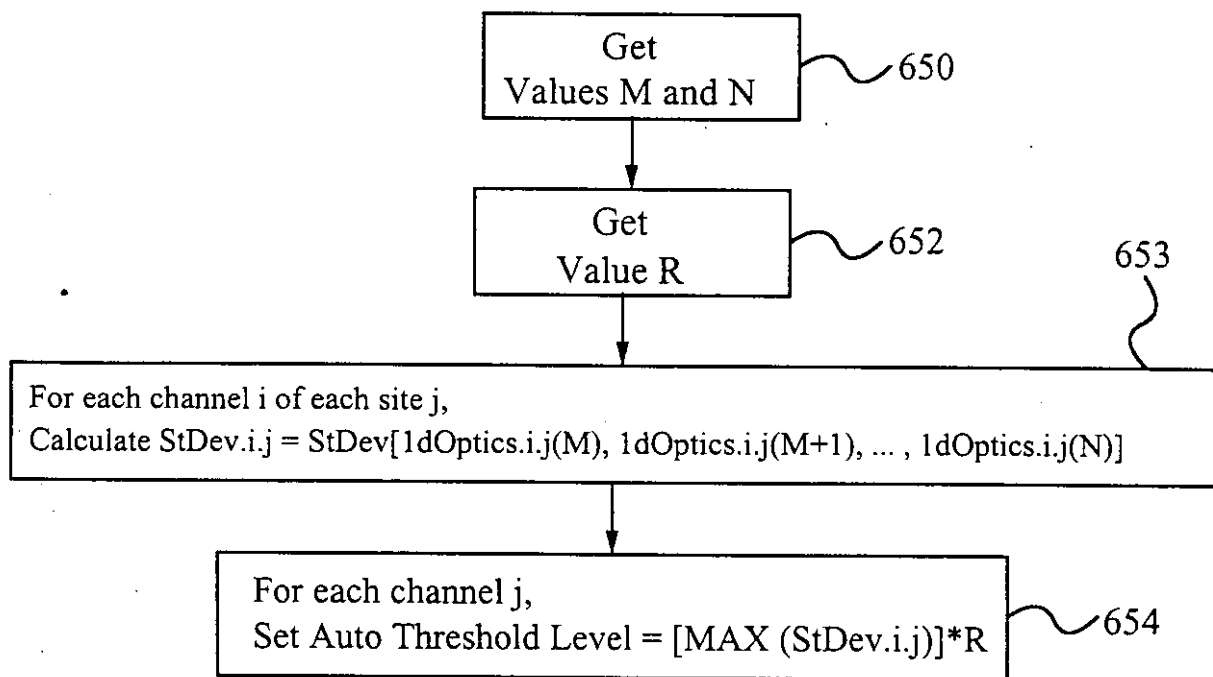 Get
Values M and N
650
Get
Value R
652
653
For each channel i of each site j,
Calculate StDev.i.j = StDev[1dOptics.i.j(M), 1dOptics.i.j(M+1), ... , 1dOptics.i.j(N)]
For each channel j,
Set Auto Threshold Level = [MAX (StDev.i.j)]*R
654